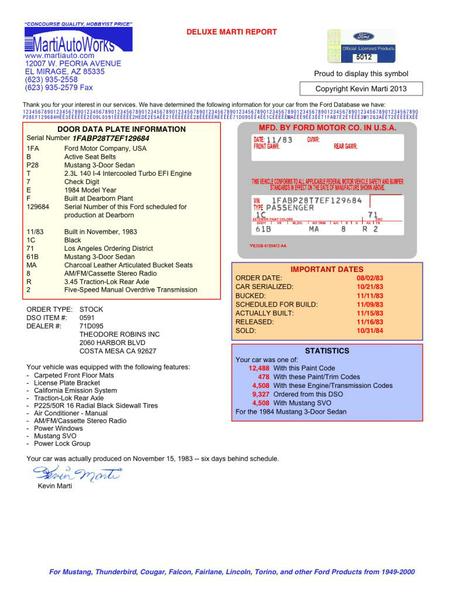 "CONCOURSE QUALITY, HOBBYIST PRICE"
MartiAutoWorks
www.martiauto.com
12007 W. PEORIA AVENUE
EL MIRAGE, AZ 85335
(623) 935-2558
(623) 935-2579 Fax
DELUXE MARTI REPORT
Ford
Official Licensed Product
5012
Proud to display this symbol
Copyright Kevin Marti 2013
Thank you for your interest in our services. We have determined the following information for your car from the Ford Database we have:
DOOR DATA PLATE INFORMATION
Serial Number 1FABP28T7EF129684
1FA Ford Motor Company, USA
B Active Seat Belts
P28 Mustang 3-Door Sedan
T 2.3L 140 I-4 Intercooled Turbo EFI Engine
7 Check Digit
E 1984 Model Year
F Built at Dearborn Plant
129684 Serial Number of this Ford scheduled for
production at Dearborn
11/83 Built in November, 1983
1C Black
71 Los Angeles Ordering District
61B Mustang 3-Door Sedan
MA Charcoal Leather Articulated Bucket Seats
8 AM/FM/Cassette Stereo Radio
R 3.45 Traction-Lok Rear Axle
2 Five-Speed Manual Overdrive Transmission
MFD. BY FORD MOTOR CO. IN U.S.A.
DATE: 11/83 GVWR:
FRONT GAWR: REAR GAWR:
THIS VEHICLE CONFORMS TO ALL APPLICABLE FEDERAL MOTOR VEHICLE SAFETY AND BUMPER
STANDARDS IN EFFECT ON THE DATE OF MANUFACTURE SHOWN ABOVE.
VIN 1FABP28T7EF129684
TYPE PASSENGER
1C 71
61B MA 8 R 2
IMPORTANT DATES
ORDER DATE: 08/02/83
CAR SERIALIZED: 10/21/83
BUCKED: 11/11/83
SCHEDULED FOR BUILD: 11/09/83
ACTUALLY BUILT: 11/15/83
RELEASED: 11/16/83
SOLD: 10/31/84
ORDER TYPE: STOCK
DSO ITEM #: 0591
DEALER #: 71D095
THEODORE ROBINS INC
2060 HARBOR BLVD
COSTA MESA CA 92627
STATISTICS
Your car was one of:
12,488 With this Paint Code
478 With these Paint/Trim Codes
4,508 With these Engine/Transmission Codes
9,327 Ordered from this DSO
4,508 With Mustang SVO
For the 1984 Mustang 3-Door Sedan
Your vehicle was equipped with the following features:
- Carpeted Front Floor Mats
- License Plate Bracket
- California Emission System
- Traction-Lok Rear Axle
- P225/50R 16 Radial Black Sidewall Tires
- Air Conditioner - Manual
- AM/FM/Cassette Stereo Radio
- Power Windows
- Mustang SVO
- Power Lock Group
Your car was actually produced on November 15, 1983 -- six days behind schedule.
Kevin Marti
Kevin Marti
For Mustang, Thunderbird, Cougar, Falcon, Fairlane, Lincoln, Torino, and other Ford Products from 1949-2000